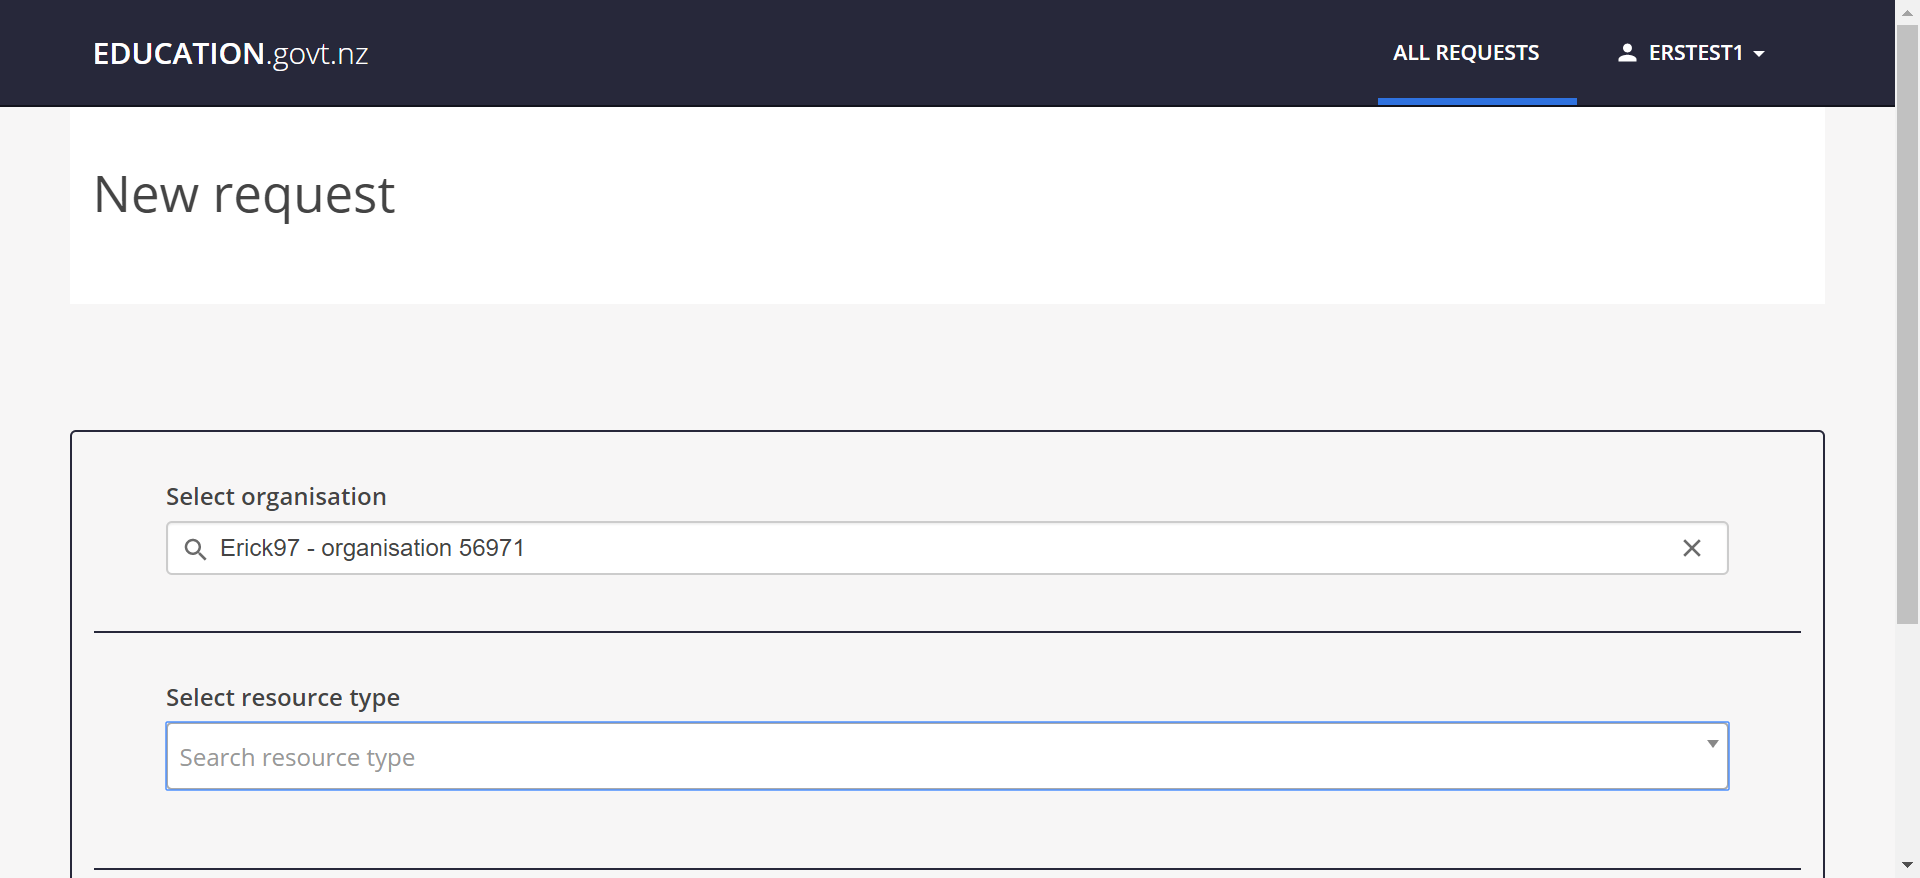 EDUCATION.govt.nz
ALL REQUESTS
ERSTEST1
New request
Select organisation
Erick97 - organisation 56971
Select resource type
Search resource type